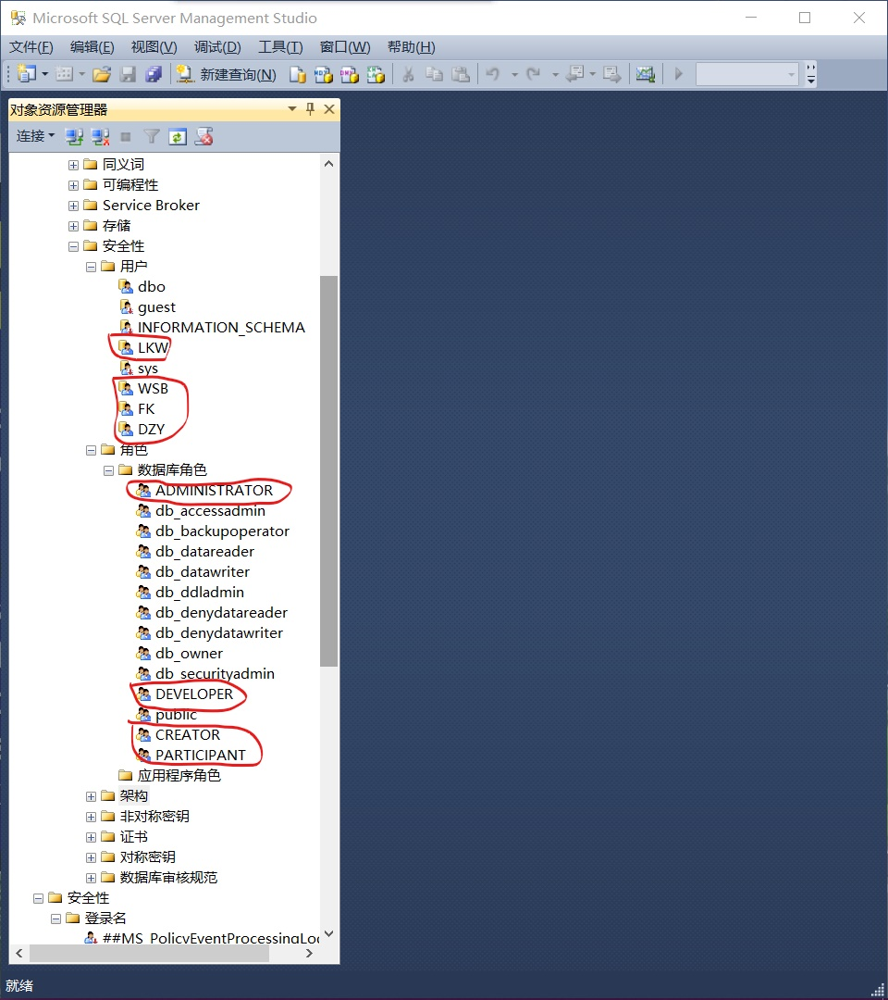 Microsoft SQL Server Management Studio
文件(F) 编辑(E) 视图(V) 调试(D) 工具(T) 窗口(W) 帮助(H)
新建查询(N)
对象资源管理器
连接
同义词
可编程性
Service Broker
存储
安全性
用户
dbo
guest
INFORMATION_SCHEMA
LKW
sys
WSB
FK
DZY
角色
数据库角色
ADMINISTRATOR
db_accessadmin
db_backupoperator
db_datareader
db_datawriter
db_ddladmin
db_denydatareader
db_denydatawriter
db_owner
db_securityadmin
DEVELOPER
public
CREATOR
PARTICIPANT
应用程序角色
架构
非对称密钥
证书
对称密钥
数据库审核规范
安全性
登录名
##MS_PolicyEventProcessingLo
就绪